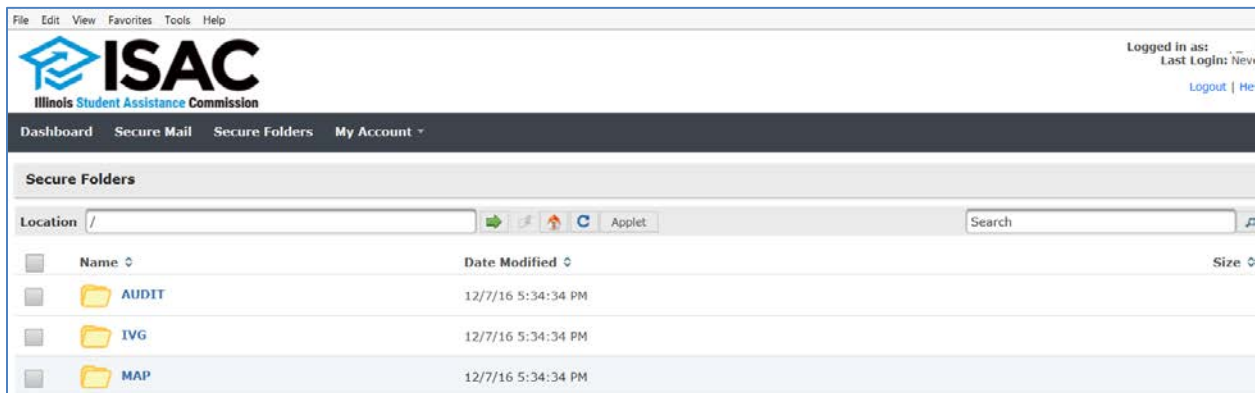 File Edit View Favorites Tools Help
ISAC
Illinois Student Assistance Commission
Logged in as:
Last Login: Neve
Logout | He
Dashboard Secure Mail Secure Folders My Account
Secure Folders
Location / Applet Search
Name Date Modified Size
AUDIT 12/7/16 5:34:34 PM
IVG 12/7/16 5:34:34 PM
MAP 12/7/16 5:34:34 PM